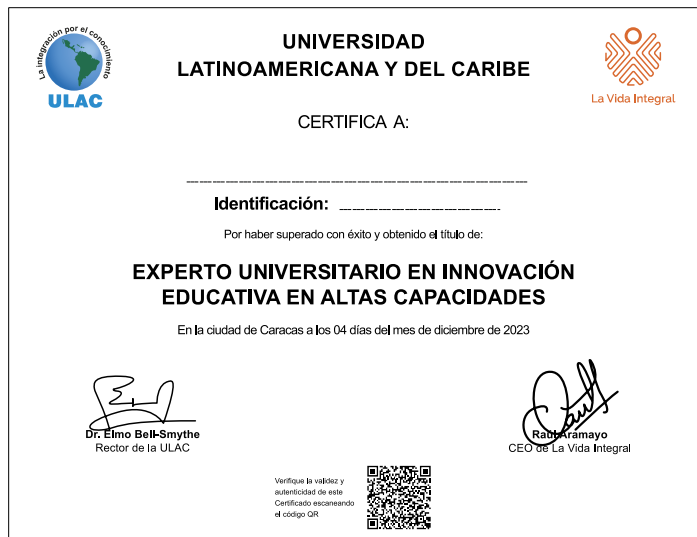 La integración por el conocimiento
ULAC
UNIVERSIDAD
LATINOAMERICANA Y DEL CARIBE
La Vida Integral
CERTIFICA A:
Identificación:
Por haber superado con éxito y obtenido el título de:
EXPERTO UNIVERSITARIO EN INNOVACIÓN
EDUCATIVA EN ALTAS CAPACIDADES
En la ciudad de Caracas a los 04 días del mes de diciembre de 2023
Dr. Elmo Bell-Smythe
Rector de la ULAC
Raúl Aramayo
CEO de La Vida Integral
Verifique la validez y
autenticidad de este
Certificado escaneando
el código QR